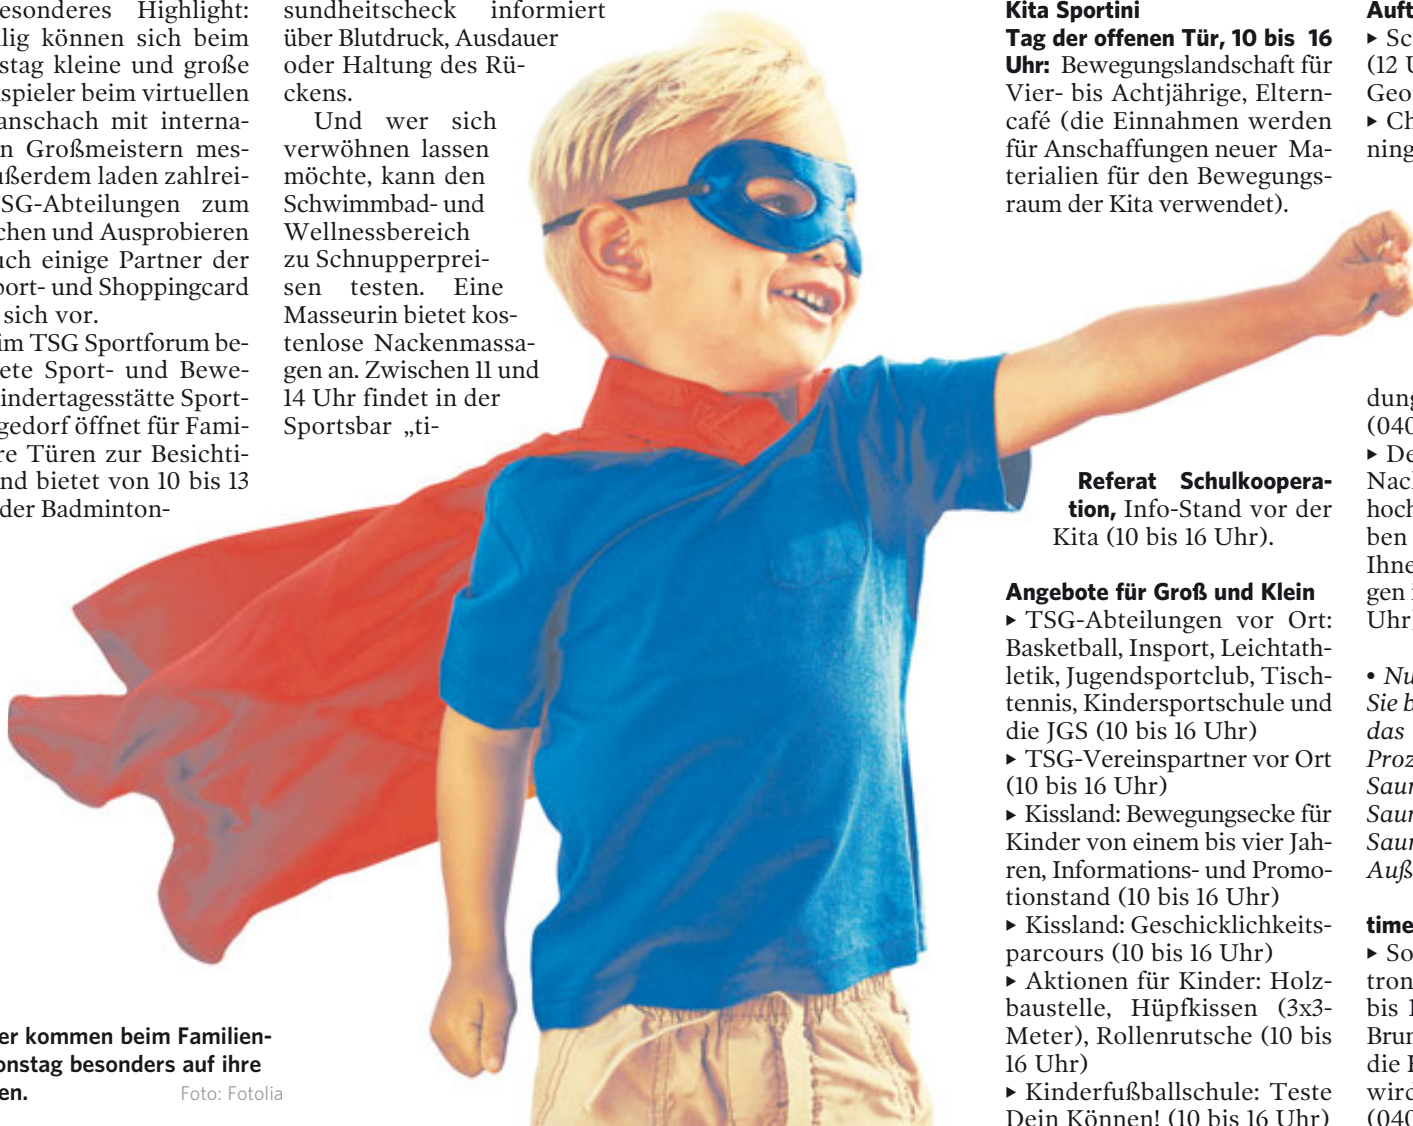 esonderes Highlight:
lig können sich beim
stag kleine und große
spieler beim virtuellen
anschach mit interna-
n Großmeistern mes-
ußerdem laden zahlrei-
SG-Abteilungen zum
chen und Ausprobieren
uch einige Partner der
port- und Shoppingcard
sich vor.
im TSG Sportforum be-
ete Sport- und Bewe-
indertagesstätte Sport-
gedorf öffnet für Fami-
re Türen zur Besichti-
nd bietet von 10 bis 13
der Badminton-
er kommen beim Familien-
onstag besonders auf ihre
en.
Foto: Fotolia
sundheitscheck informiert
über Blutdruck, Ausdauer
oder Haltung des Rü-
ckens.
Und wer sich
verwöhnen lassen
möchte, kann den
Schwimmbad- und
Wellnessbereich
zu Schnupperprei-
sen testen. Eine
Masseurin bietet kos-
tenlose Nackenmassa-
gen an. Zwischen 11 und
14 Uhr findet in der
Sportsbar „ti-
Kita Sportini
Tag der offenen Tür, 10 bis 16
Uhr: Bewegungslandschaft für
Vier- bis Achtjährige, Eltern-
café (die Einnahmen werden
für Anschaffungen neuer Ma-
terialien für den Bewegungs-
raum der Kita verwendet).
Referat Schulkoopera-
tion, Info-Stand vor der
Kita (10 bis 16 Uhr).
Angebote für Groß und Klein
▸ TSG-Abteilungen vor Ort:
Basketball, Insport, Leichtath-
letik, Jugendsportclub, Tisch-
tennis, Kindersportschule und
die JGS (10 bis 16 Uhr)
▸ TSG-Vereinspartner vor Ort
(10 bis 16 Uhr)
▸ Kissland: Bewegungsecke für
Kinder von einem bis vier Jah-
ren, Informations- und Promo-
tionstand (10 bis 16 Uhr)
▸ Kissland: Geschicklichkeits-
parcours (10 bis 16 Uhr)
▸ Aktionen für Kinder: Holz-
baustelle, Hüpfkissen (3x3-
Meter), Rollenrutsche (10 bis
16 Uhr)
▸ Kinderfußballschule: Teste
Dein Können! (10 bis 16 Uhr)
Auft
▸ Sc
(12 U
Geo
▸ Ch
ning
dung
(040
▸ De
Nach
hoch
ben
Ihne
gen i
Uhr
• Nu
Sie b
das
Proz
Saun
Saun
Saun
Auß
time
▸ So
tron
bis 1
Brun
die E
wird
(040